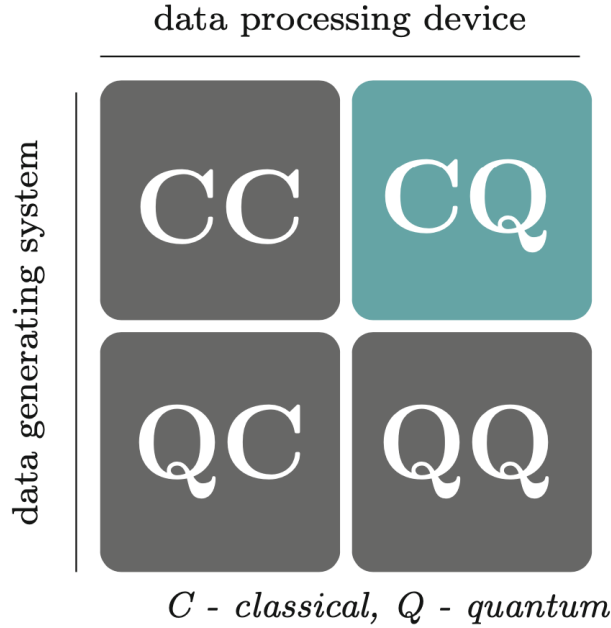 data processing device
data generating system
CC CQ
QC QQ
C - classical, Q - quantum